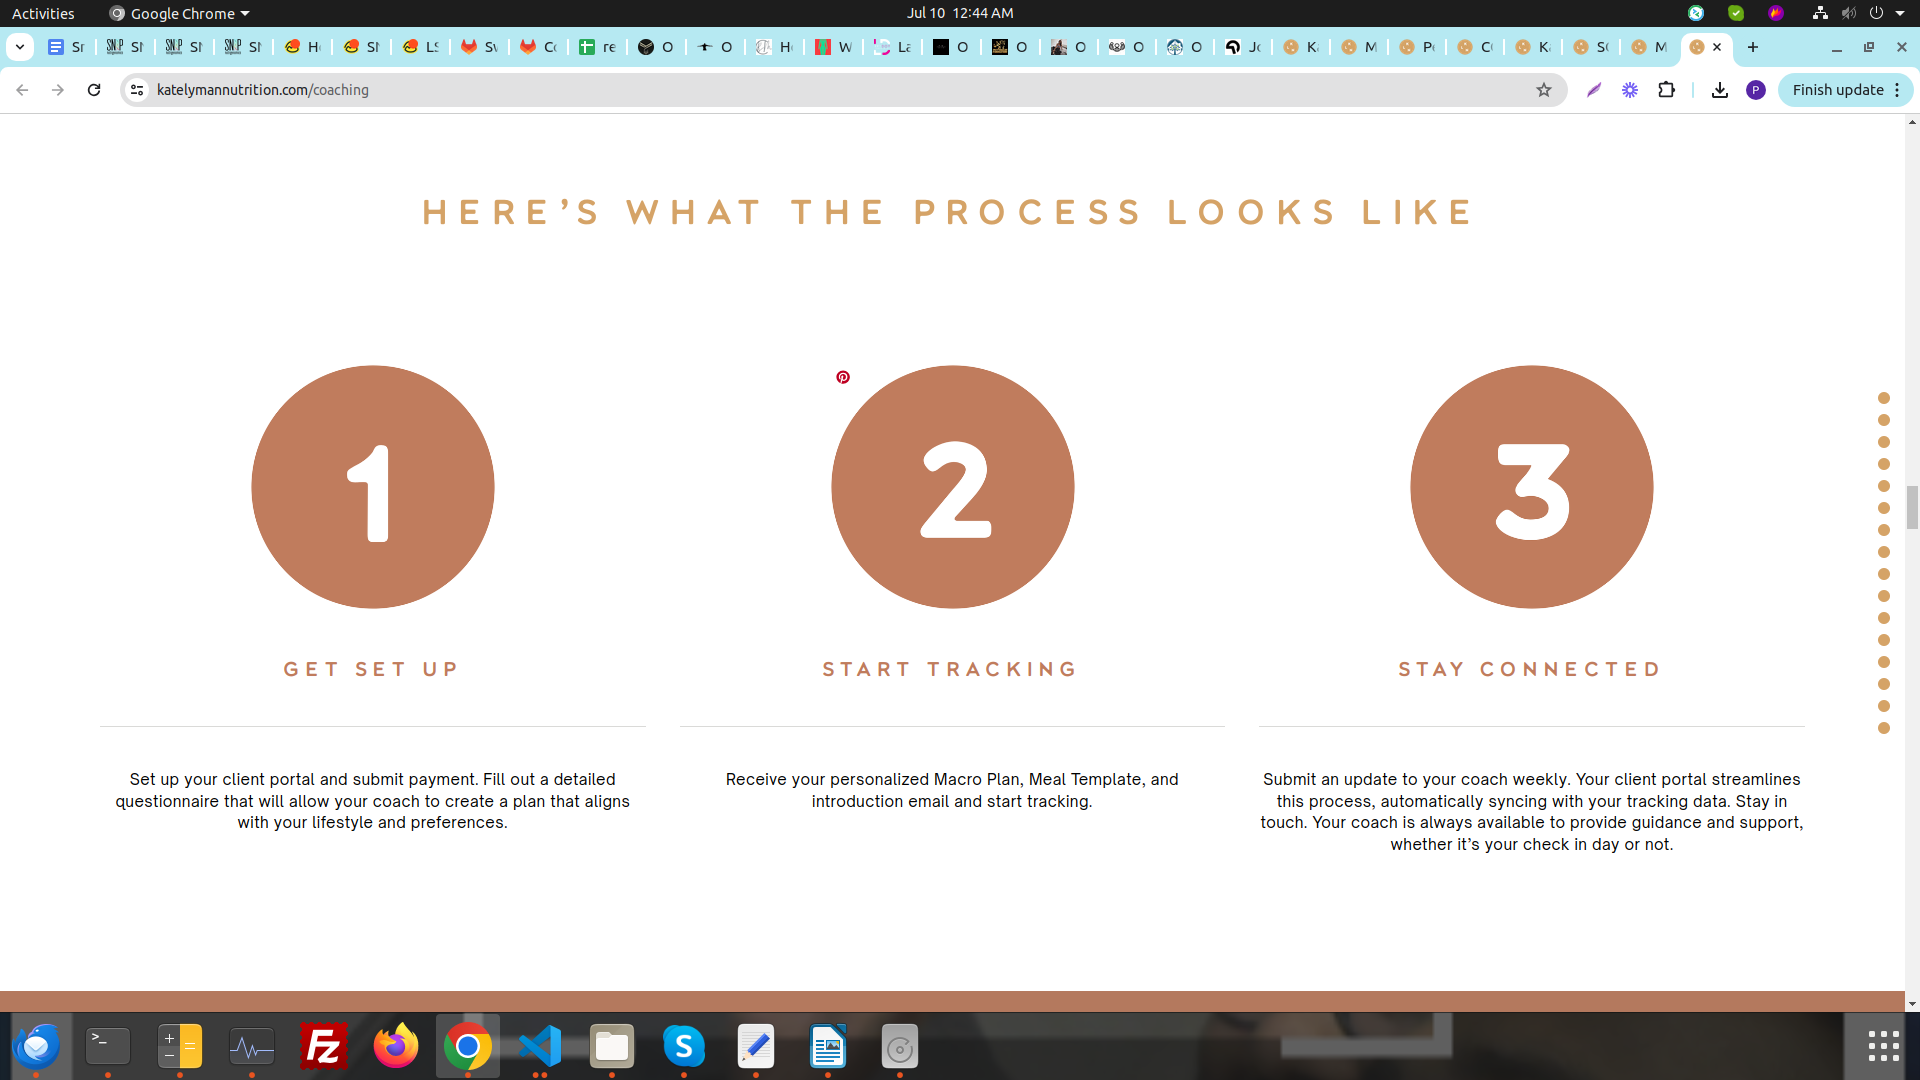 Activities
Google Chrome
Jul 10 12:44 AM
katelymannutrition.com/coaching
Finish update
HERE’S WHAT THE PROCESS LOOKS LIKE
1
2
3
GET SET UP
START TRACKING
STAY CONNECTED
Set up your client portal and submit payment. Fill out a detailed
questionnaire that will allow your coach to create a plan that aligns
with your lifestyle and preferences.
Receive your personalized Macro Plan, Meal Template, and
introduction email and start tracking.
Submit an update to your coach weekly. Your client portal streamlines
this process, automatically syncing with your tracking data. Stay in
touch. Your coach is always available to provide guidance and support,
whether it’s your check in day or not.